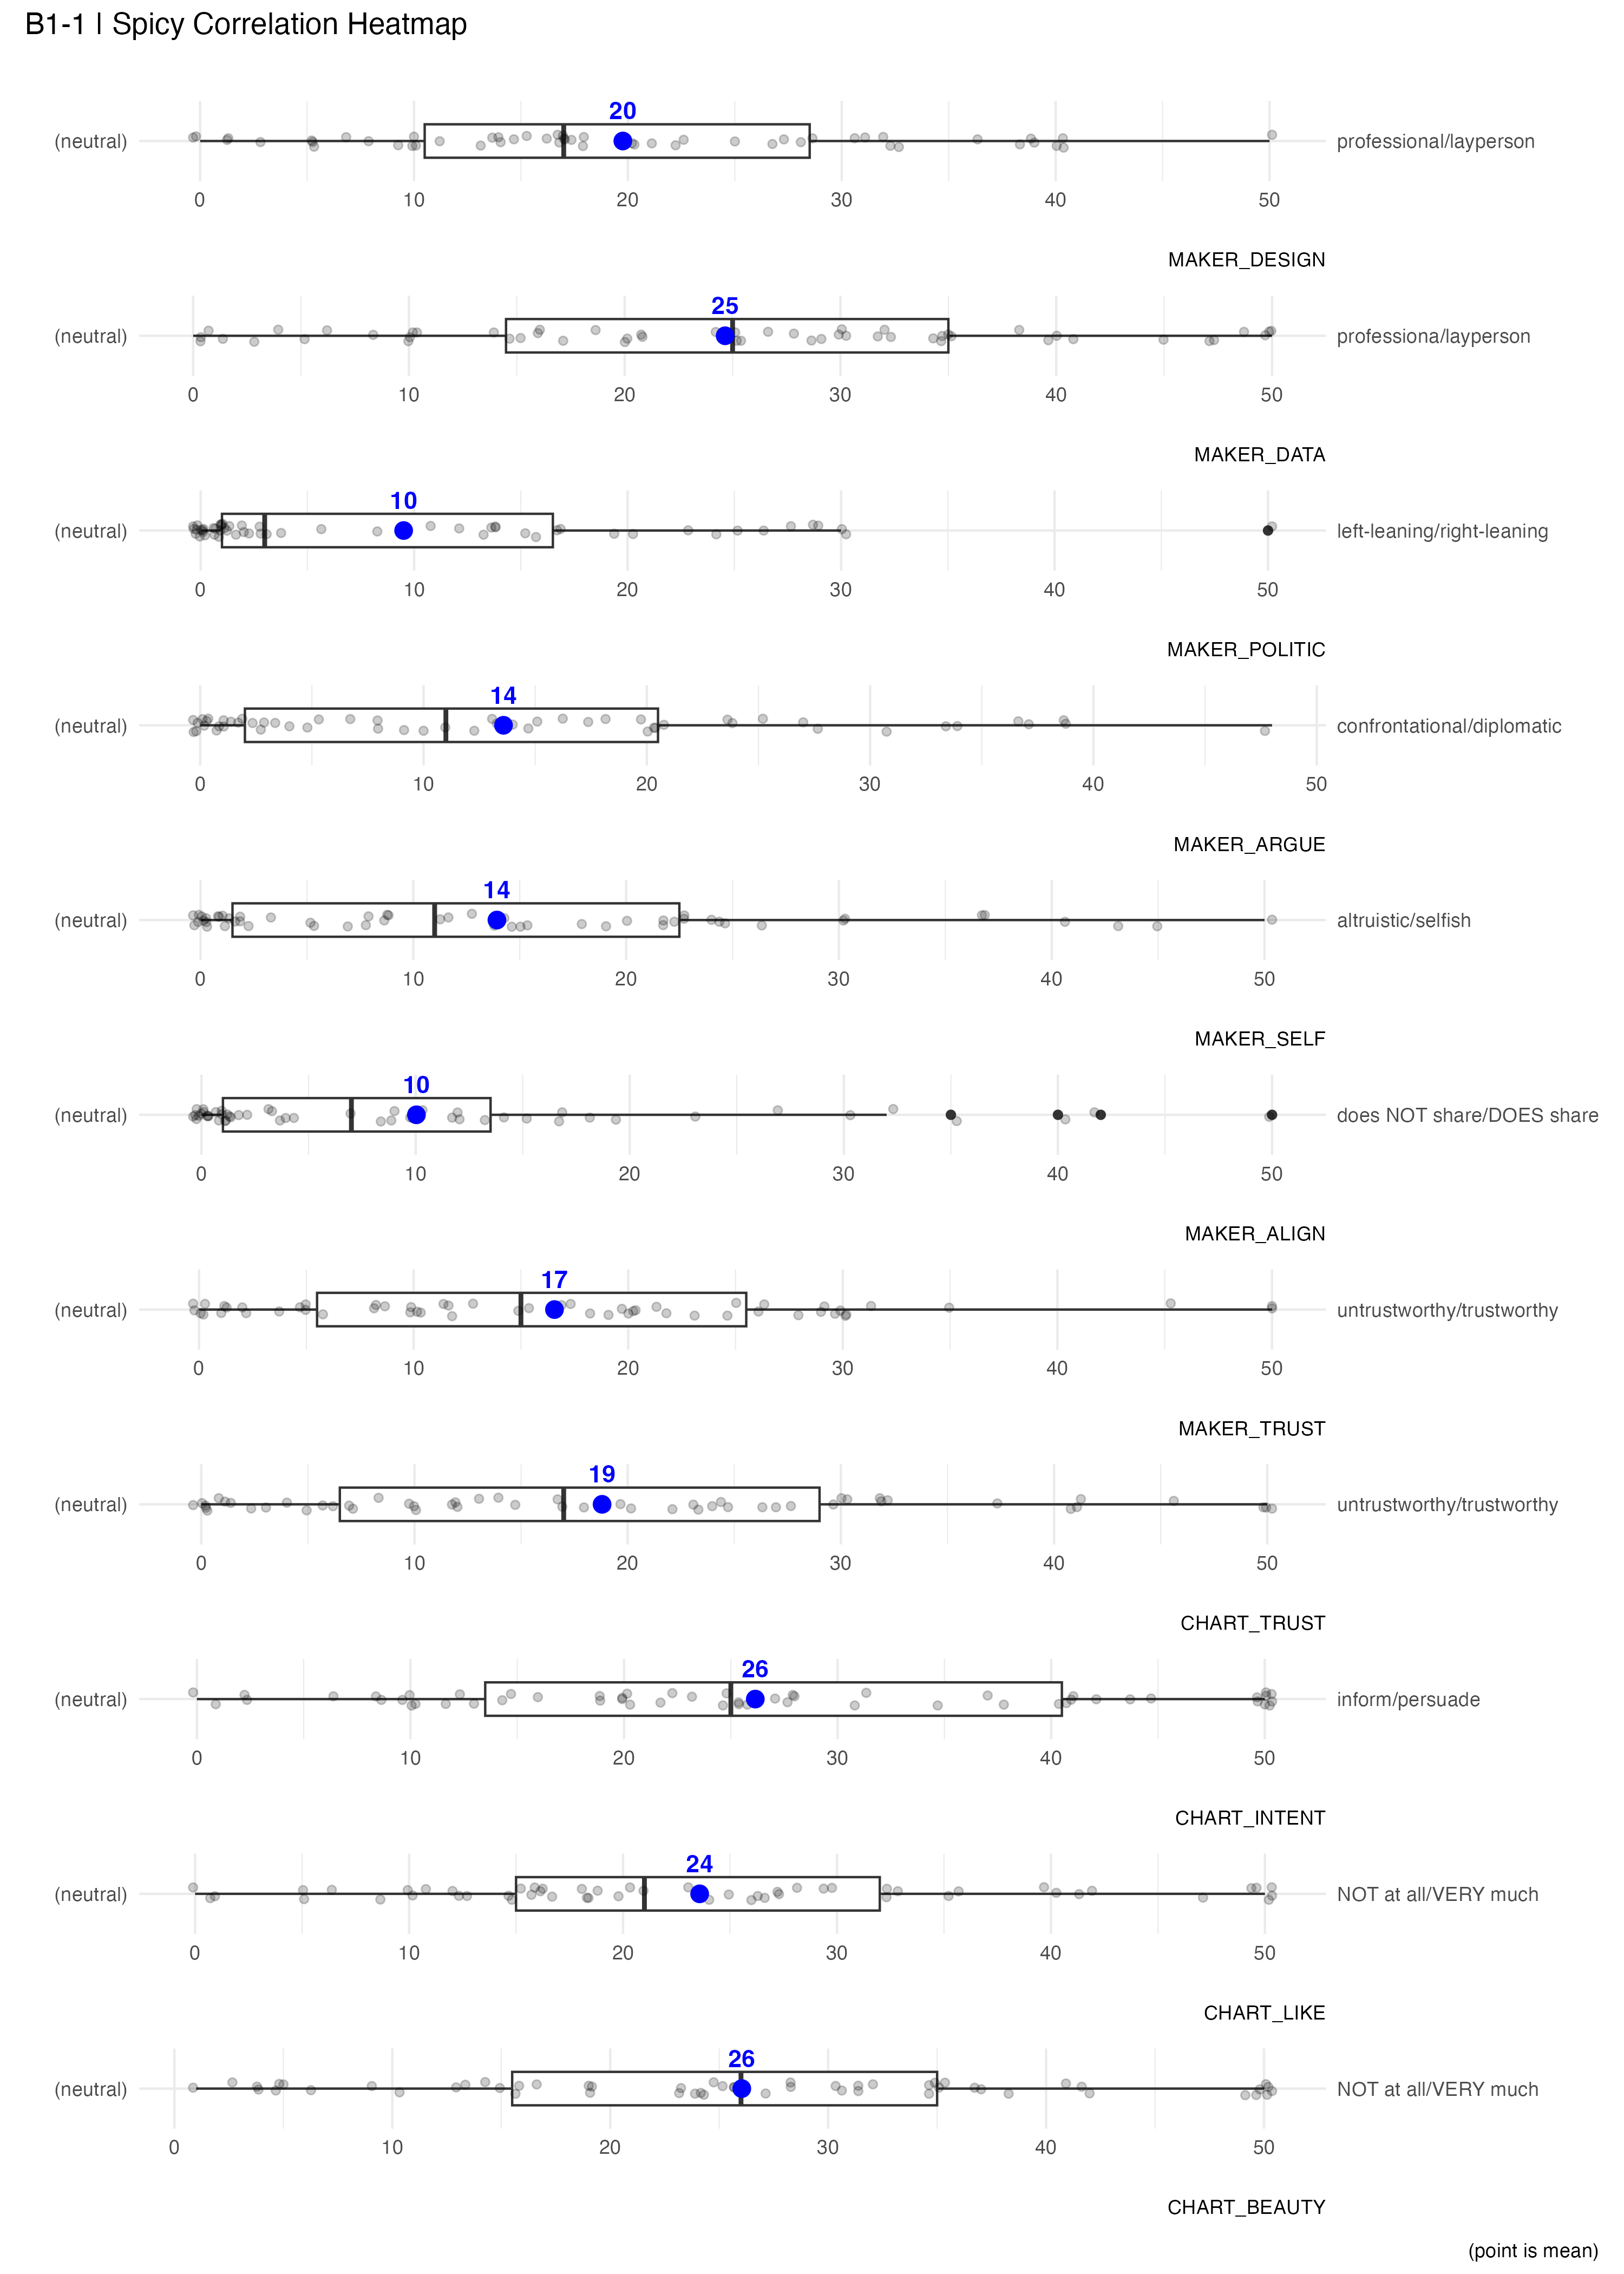 B1-1 | Spicy Correlation Heatmap
20
(neutral) professional/layperson
0 10 20 30 40 50
MAKER_DESIGN
25
(neutral) professiona/layperson
0 10 20 30 40 50
MAKER_DATA
10
(neutral) left-leaning/right-leaning
0 10 20 30 40 50
MAKER_POLITIC
14
(neutral) confrontational/diplomatic
0 10 20 30 40 50
MAKER_ARGUE
14
(neutral) altruistic/selfish
0 10 20 30 40 50
MAKER_SELF
10
(neutral) does NOT share/DOES share
0 10 20 30 40 50
MAKER_ALIGN
17
(neutral) untrustworthy/trustworthy
0 10 20 30 40 50
MAKER_TRUST
19
(neutral) untrustworthy/trustworthy
0 10 20 30 40 50
CHART_TRUST
26
(neutral) inform/persuade
0 10 20 30 40 50
CHART_INTENT
24
(neutral) NOT at all/VERY much
0 10 20 30 40 50
CHART_LIKE
26
(neutral) NOT at all/VERY much
0 10 20 30 40 50
CHART_BEAUTY
(point is mean)